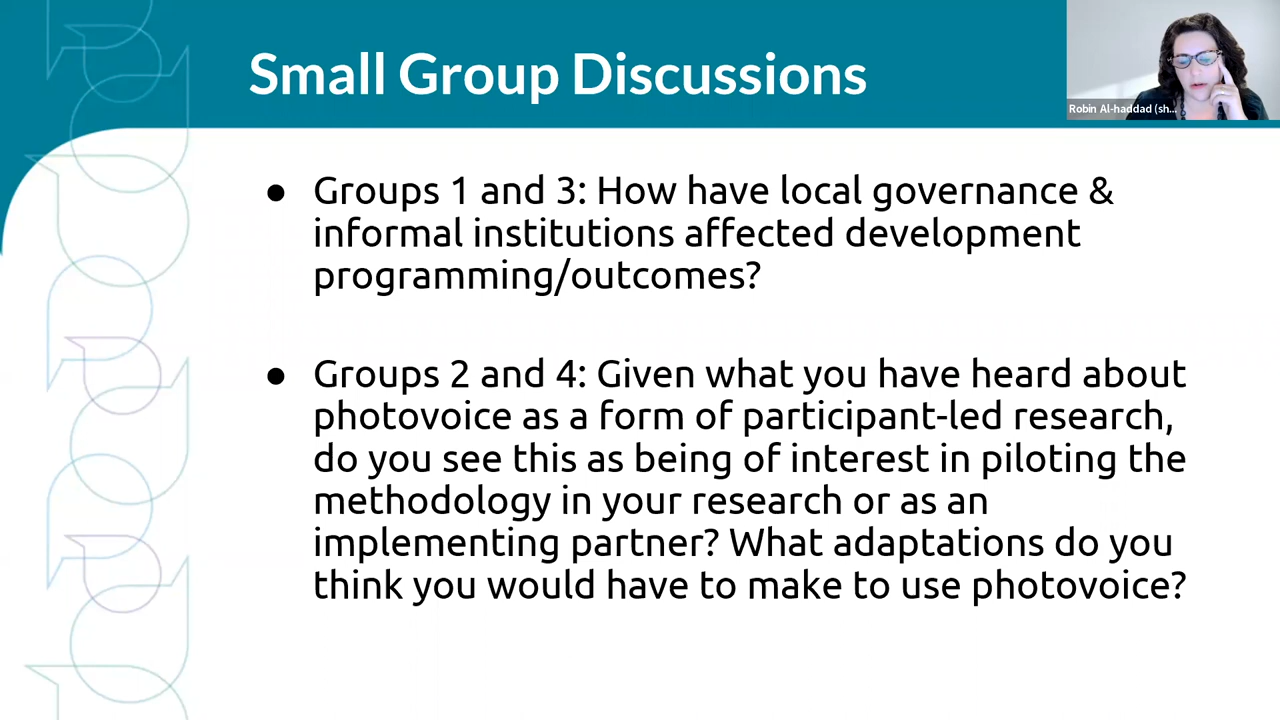 Small Group Discussions
Robin Al-haddad (sh...
● Groups 1 and 3: How have local governance &
informal institutions affected development
programming/outcomes?
● Groups 2 and 4: Given what you have heard about
photovoice as a form of participant-led research,
do you see this as being of interest in piloting the
methodology in your research or as an
implementing partner? What adaptations do you
think you would have to make to use photovoice?